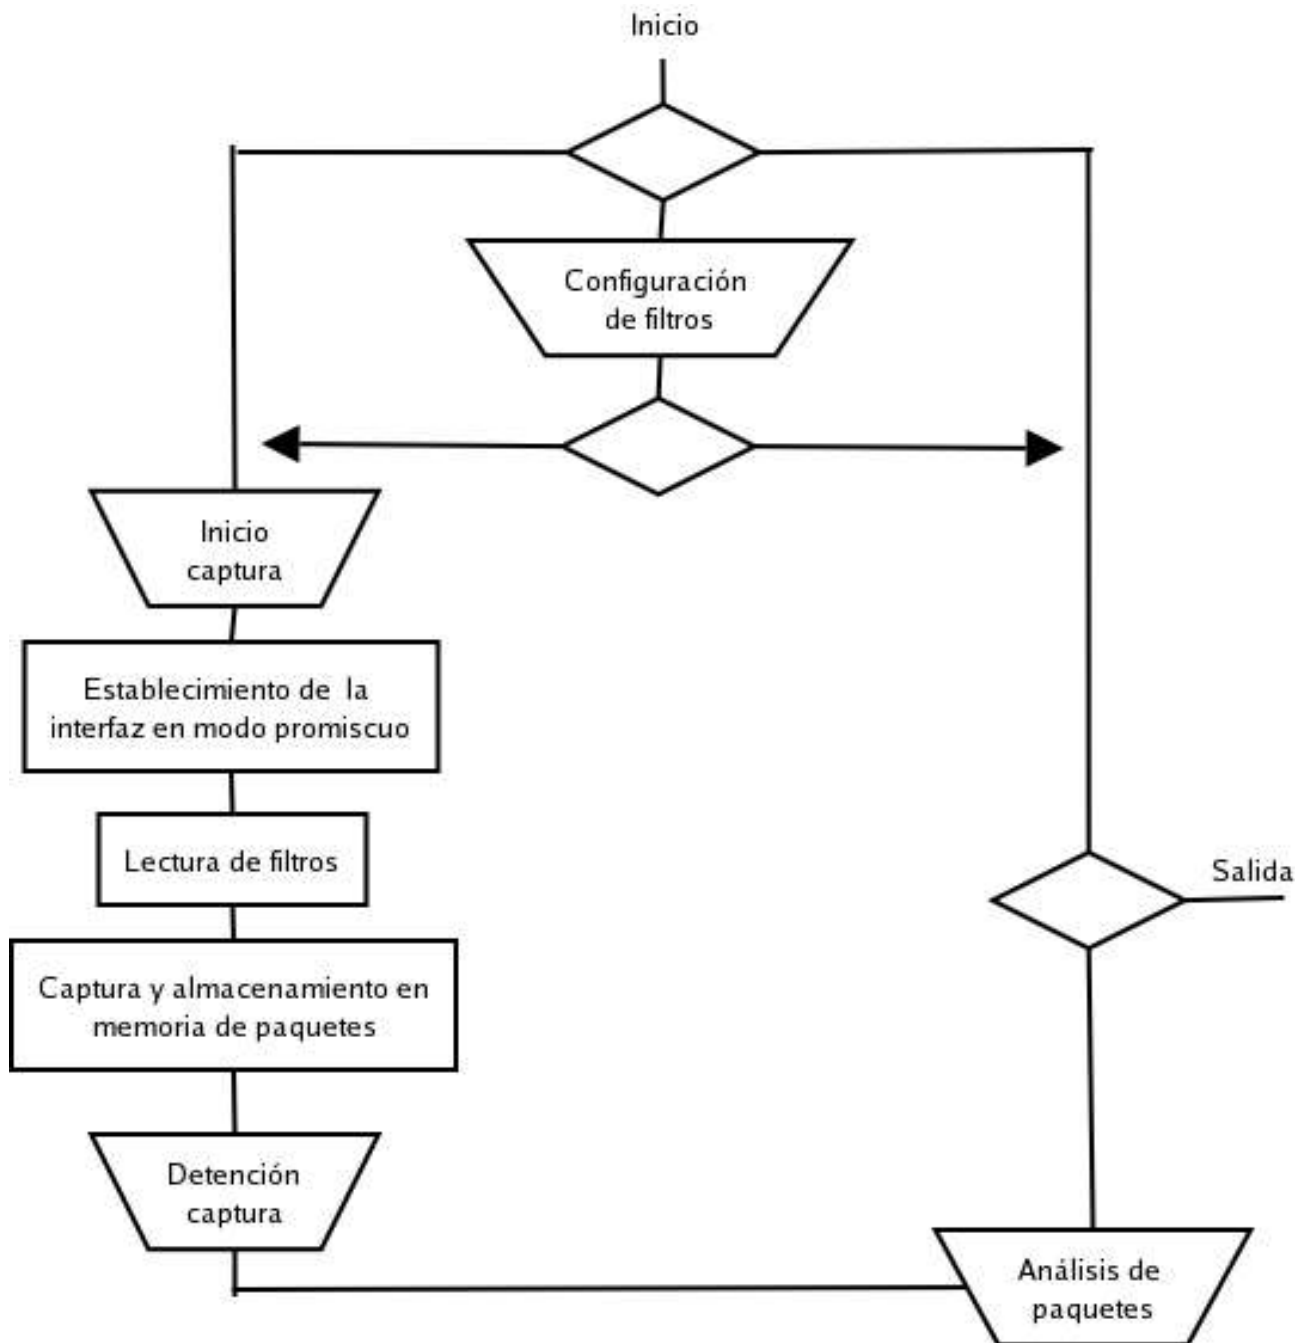 Inicio
Configuración
de filtros
Inicio
captura
Establecimiento de la
interfaz en modo promiscuo
Lectura de filtros
Salida
Captura y almacenamiento en
memoria de paquetes
Detención
captura
Análisis de
paquetes